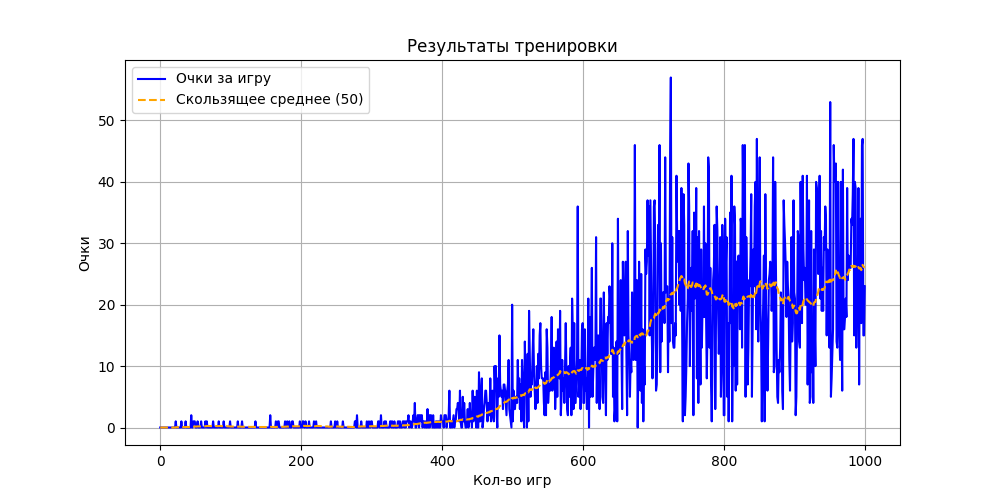 Результаты тренировки
Очки за игру
Скользящее среднее (50)
Очки
50
40
30
20
10
0
0 200 400 600 800 1000
Кол-во игр